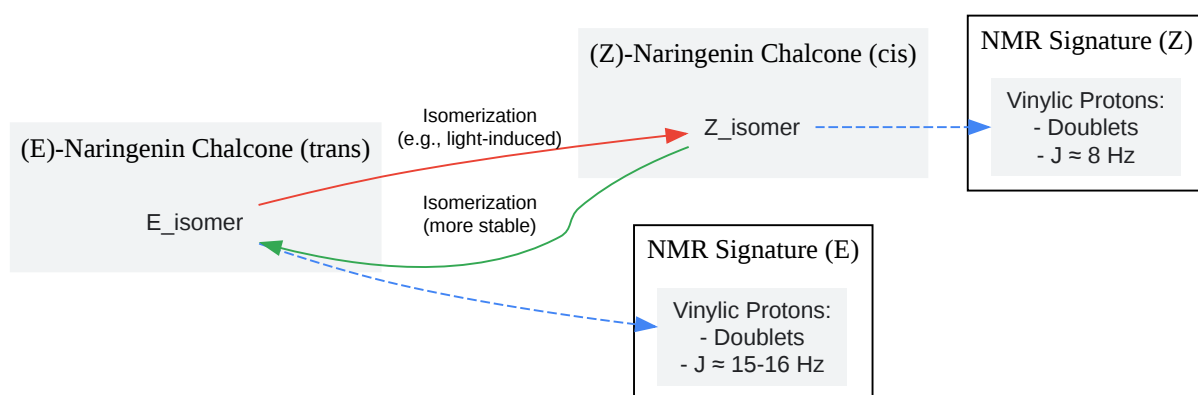 (E)-Naringenin Chalcone (trans)
E_isomer
Isomerization
(e.g., light-induced)
Isomerization
(more stable)
(Z)-Naringenin Chalcone (cis)
Z_isomer
NMR Signature (Z)
Vinylic Protons:
- Doublets
- J ≈ 8 Hz
NMR Signature (E)
Vinylic Protons:
- Doublets
- J ≈ 15-16 Hz